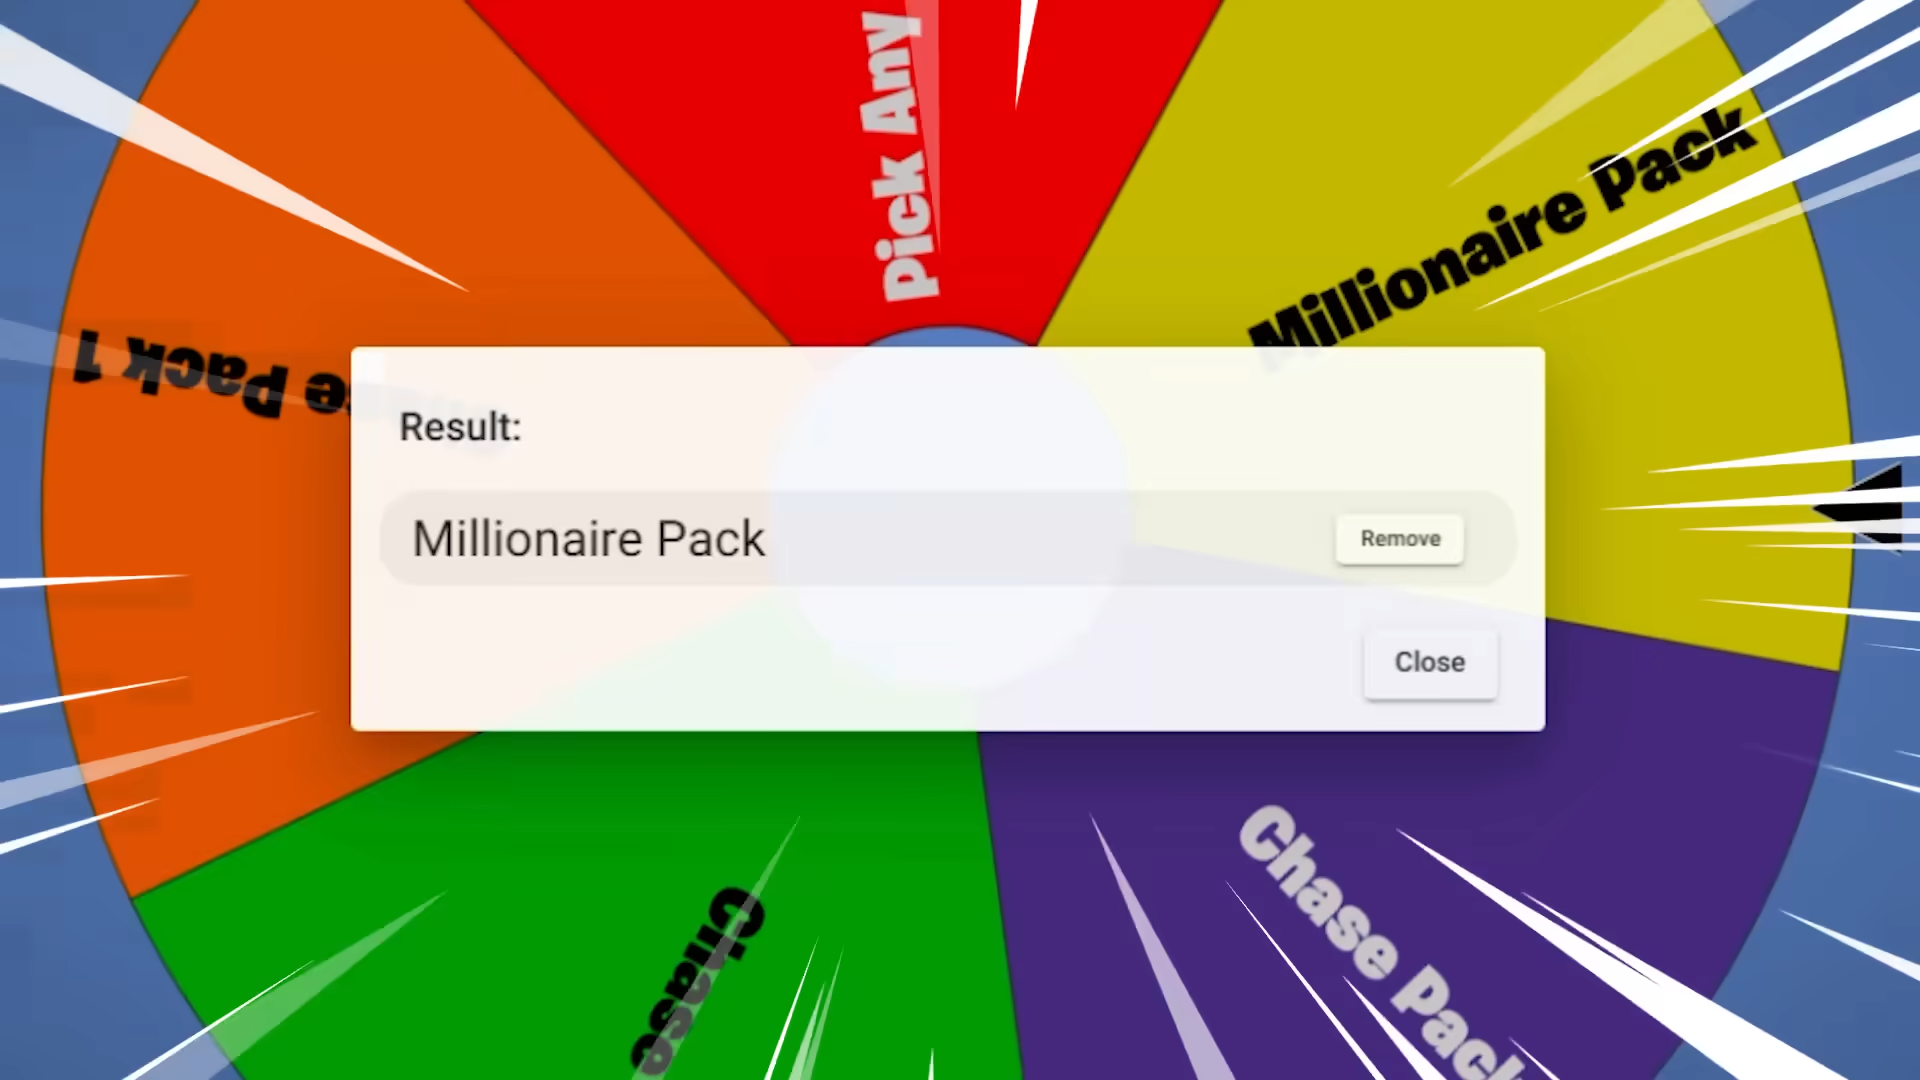 Pick Any
Millionaire Pack
Pack 1
Result:
Millionaire Pack
Remove
Close
Chase
Chase Pack